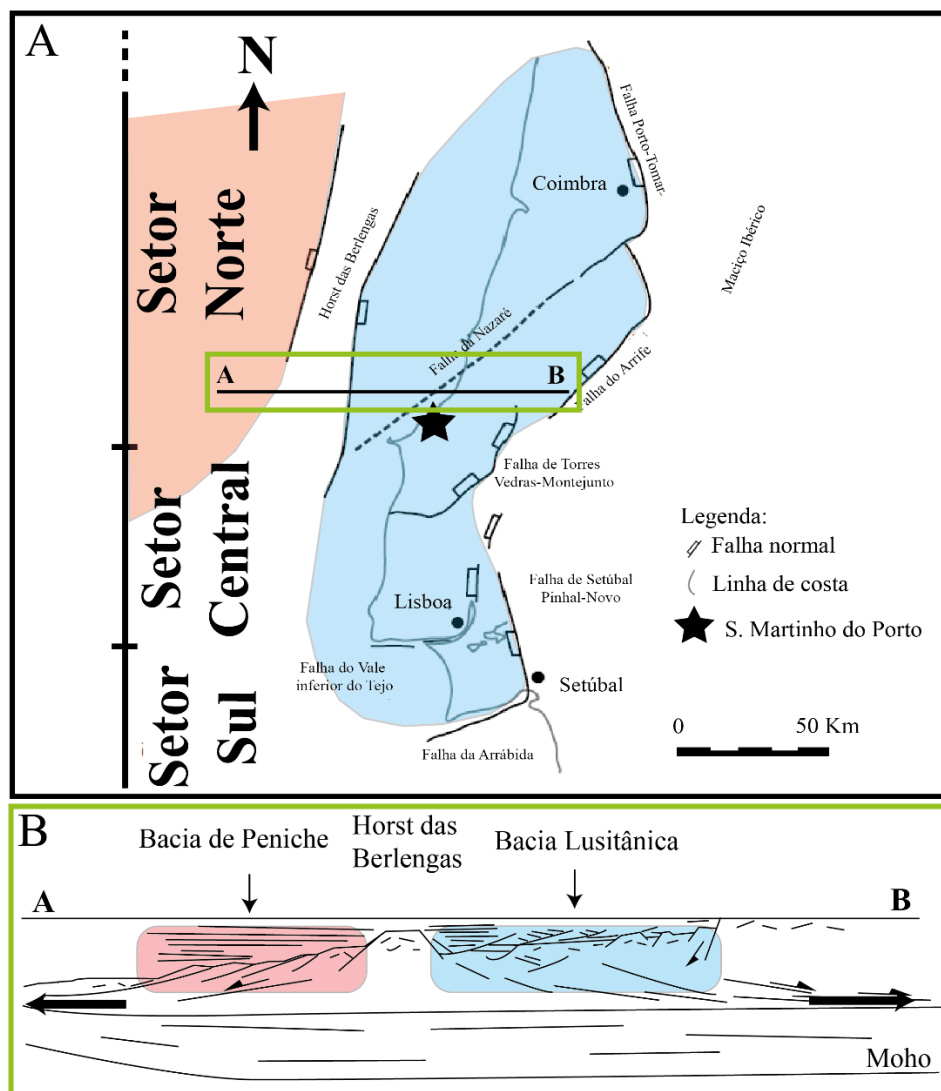 A
N
Setor
Norte
Setor
Central
Setor
Sul
Falha Porto-Tomar-
Coimbra
Horst das Berlengas
Maciço Ibérico
Falha da Nazaré
A
B
Falha do Arrife
Falha de Torres
Vedras-Montejunto
Legenda:
Falha normal
Linha de costa
S. Martinho do Porto
Falha de Setúbal
Pinhal-Novo
Lisboa
Falha do Vale
inferior do Tejo
Setúbal
Falha da Arrábida
0
50 Km
B
Bacia de Peniche
Horst das
Berlengas
Bacia Lusitânica
A
B
Moho